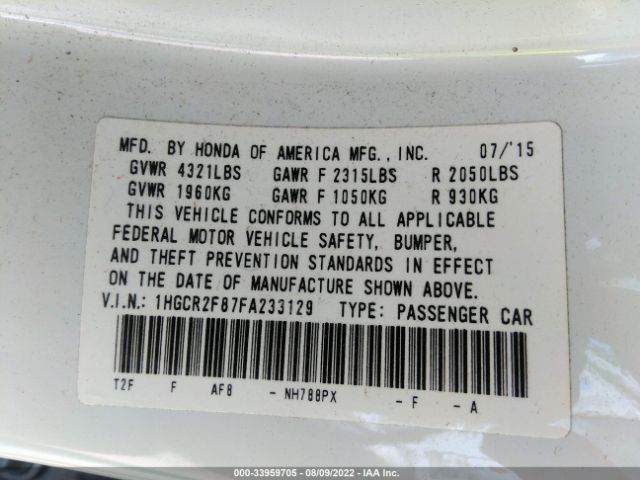 MFD. BY HONDA OF AMERICA MFG., INC. 07/'15
GVWR 4321LBS GAWR F 2315LBS R 2050LBS
GVWR 1960KG GAWR F 1050KG R 930KG
THIS VEHICLE CONFORMS TO ALL APPLICABLE
FEDERAL MOTOR VEHICLE SAFETY, BUMPER,
AND THEFT PREVENTION STANDARDS IN EFFECT
ON THE DATE OF MANUFACTURE SHOWN ABOVE.
V.I.N.: 1HGCR2F87FA233129 TYPE: PASSENGER CAR
T2F F AF8 - NH788PX - F - A
000-33959705 - 08/09/2022 - IAA Inc.